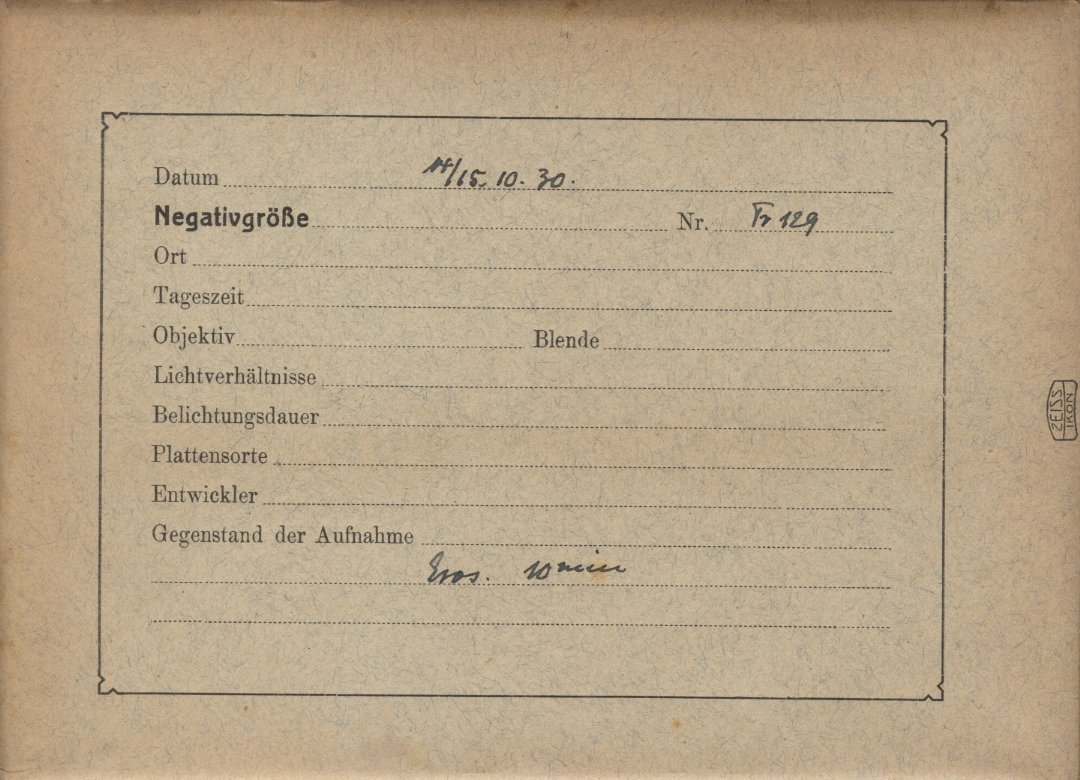 Datum 14/15. 10. 30.
Negativgröße Nr. Tr 129
Ort
Tageszeit
Objektiv Blende
Lichtverhältnisse
Belichtungsdauer
Plattensorte
Entwickler
Gegenstand der Aufnahme
Eros. 10 min
ZEISS
IKON